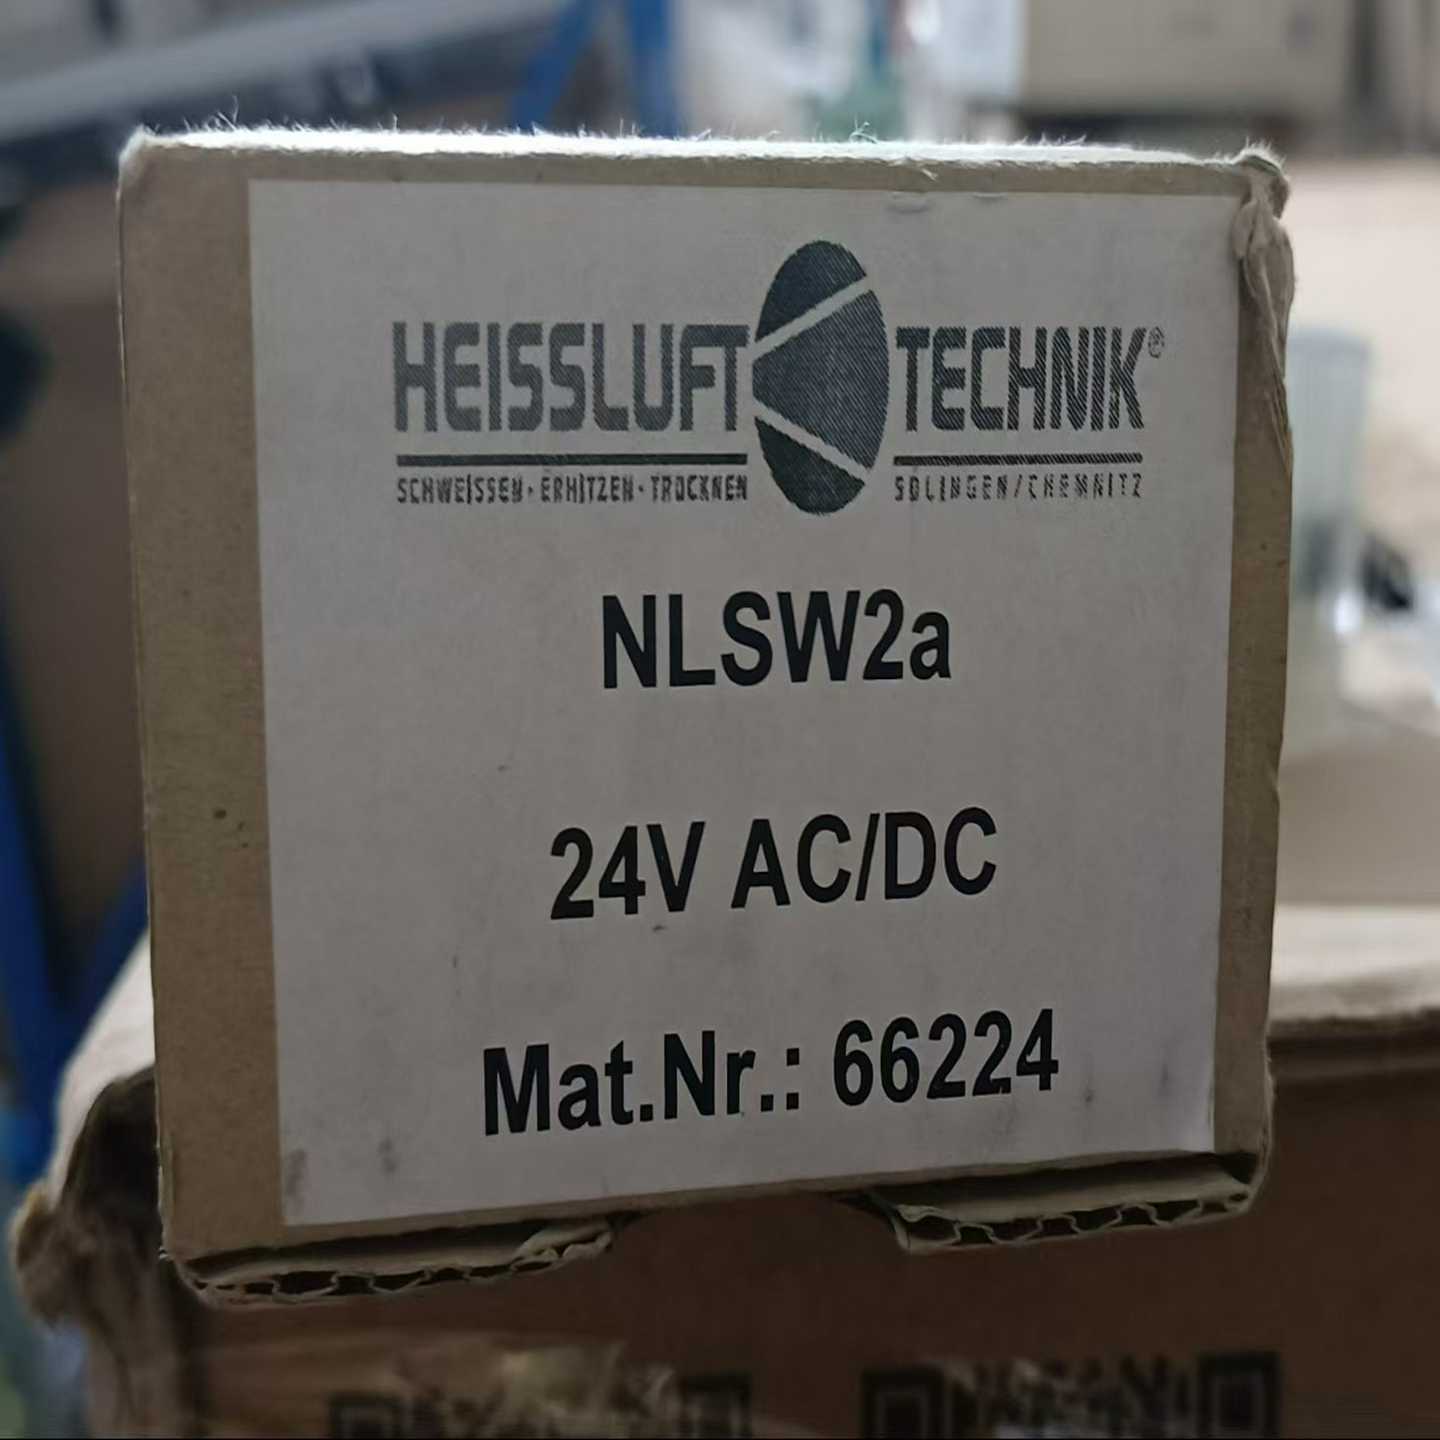 HEISSLUFT TECHNIK®
SCHWEISSEN · ERHITZEN · TROCKNEN SOLINGEN/CHEMNITZ
NLSW2a
24V AC/DC
Mat.Nr.: 66224